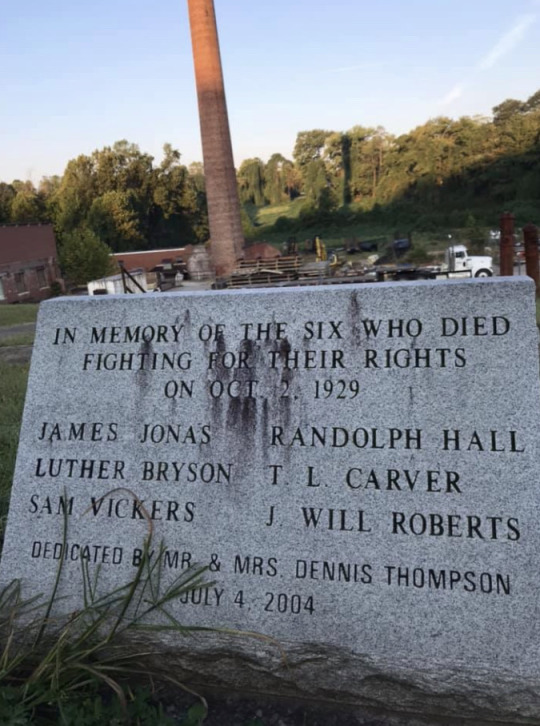 IN MEMORY OF THE SIX WHO DIED
FIGHTING FOR THEIR RIGHTS
ON OCT. 2, 1929
JAMES JONAS RANDOLPH HALL
LUTHER BRYSON T. L. CARVER
SAM VICKERS J. WILL ROBERTS
DEDICATED BY MR. & MRS. DENNIS THOMPSON
JULY 4, 2004